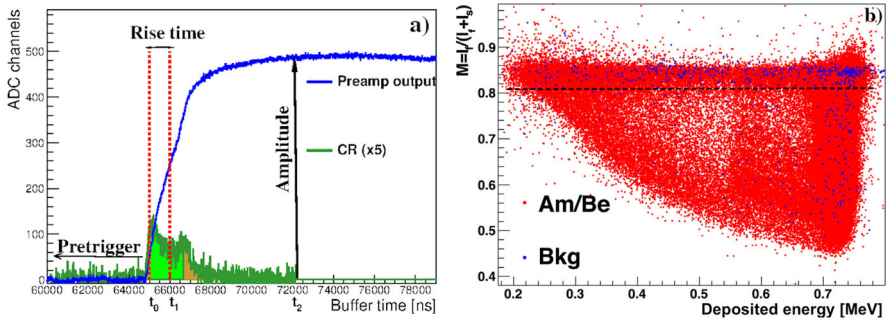 a)
Rise time
ADC channels
500
400
300
200
100
0
Preamp output
CR (x5)
Amplitude
Pretrigger
60000 62000 64000 66000 68000 70000 72000 74000 76000 78000
t0 t1 t2 Buffer time [ns]
b)
M=If/(If+Is)
0.9
0.8
0.7
0.6
0.5
0.4
Am/Be
Bkg
0.2 0.3 0.4 0.5 0.6 0.7
Deposited energy [MeV]